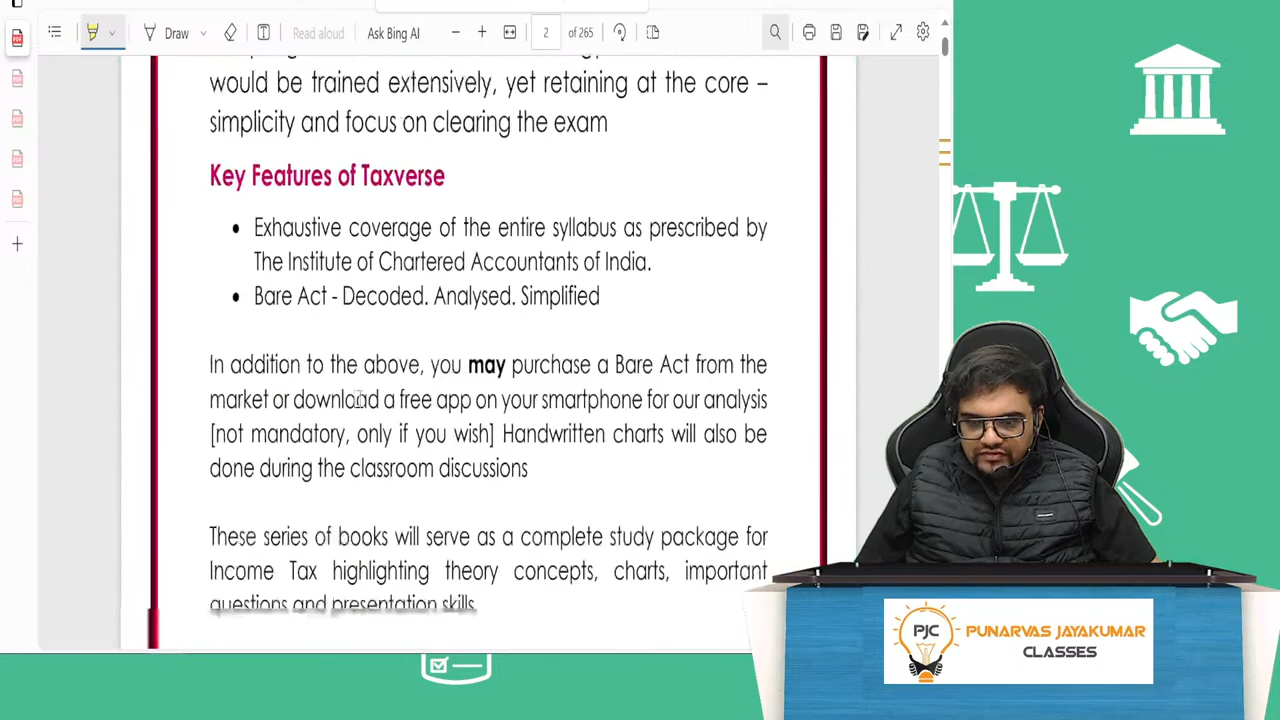 Draw
Read aloud
Ask Bing AI
2
of 265
would be trained extensively, yet retaining at the core –
simplicity and focus on clearing the exam
Key Features of Taxverse
• Exhaustive coverage of the entire syllabus as prescribed by
The Institute of Chartered Accountants of India.
• Bare Act - Decoded. Analysed. Simplified
In addition to the above, you may purchase a Bare Act from the
market or download a free app on your smartphone for our analysis
[not mandatory, only if you wish] Handwritten charts will also be
done during the classroom discussions
These series of books will serve as a complete study package for
Income Tax highlighting theory concepts, charts, important
questions and presentation skills
PJC
PUNARVAS JAYAKUMAR
CLASSES